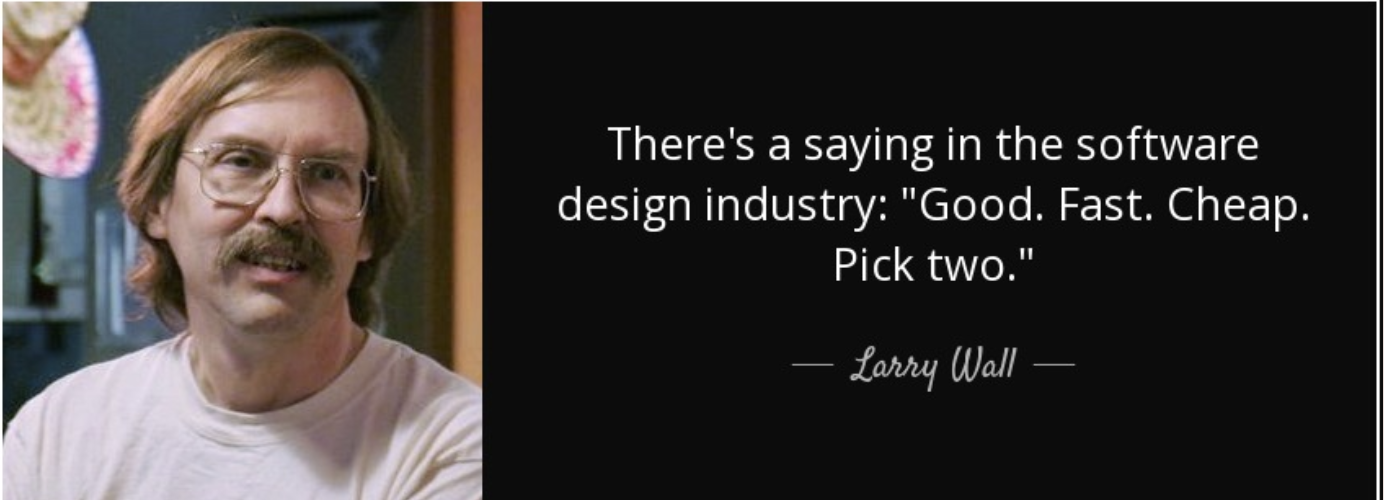 There's a saying in the software
design industry: "Good. Fast. Cheap.
Pick two."
— Larry Wall —